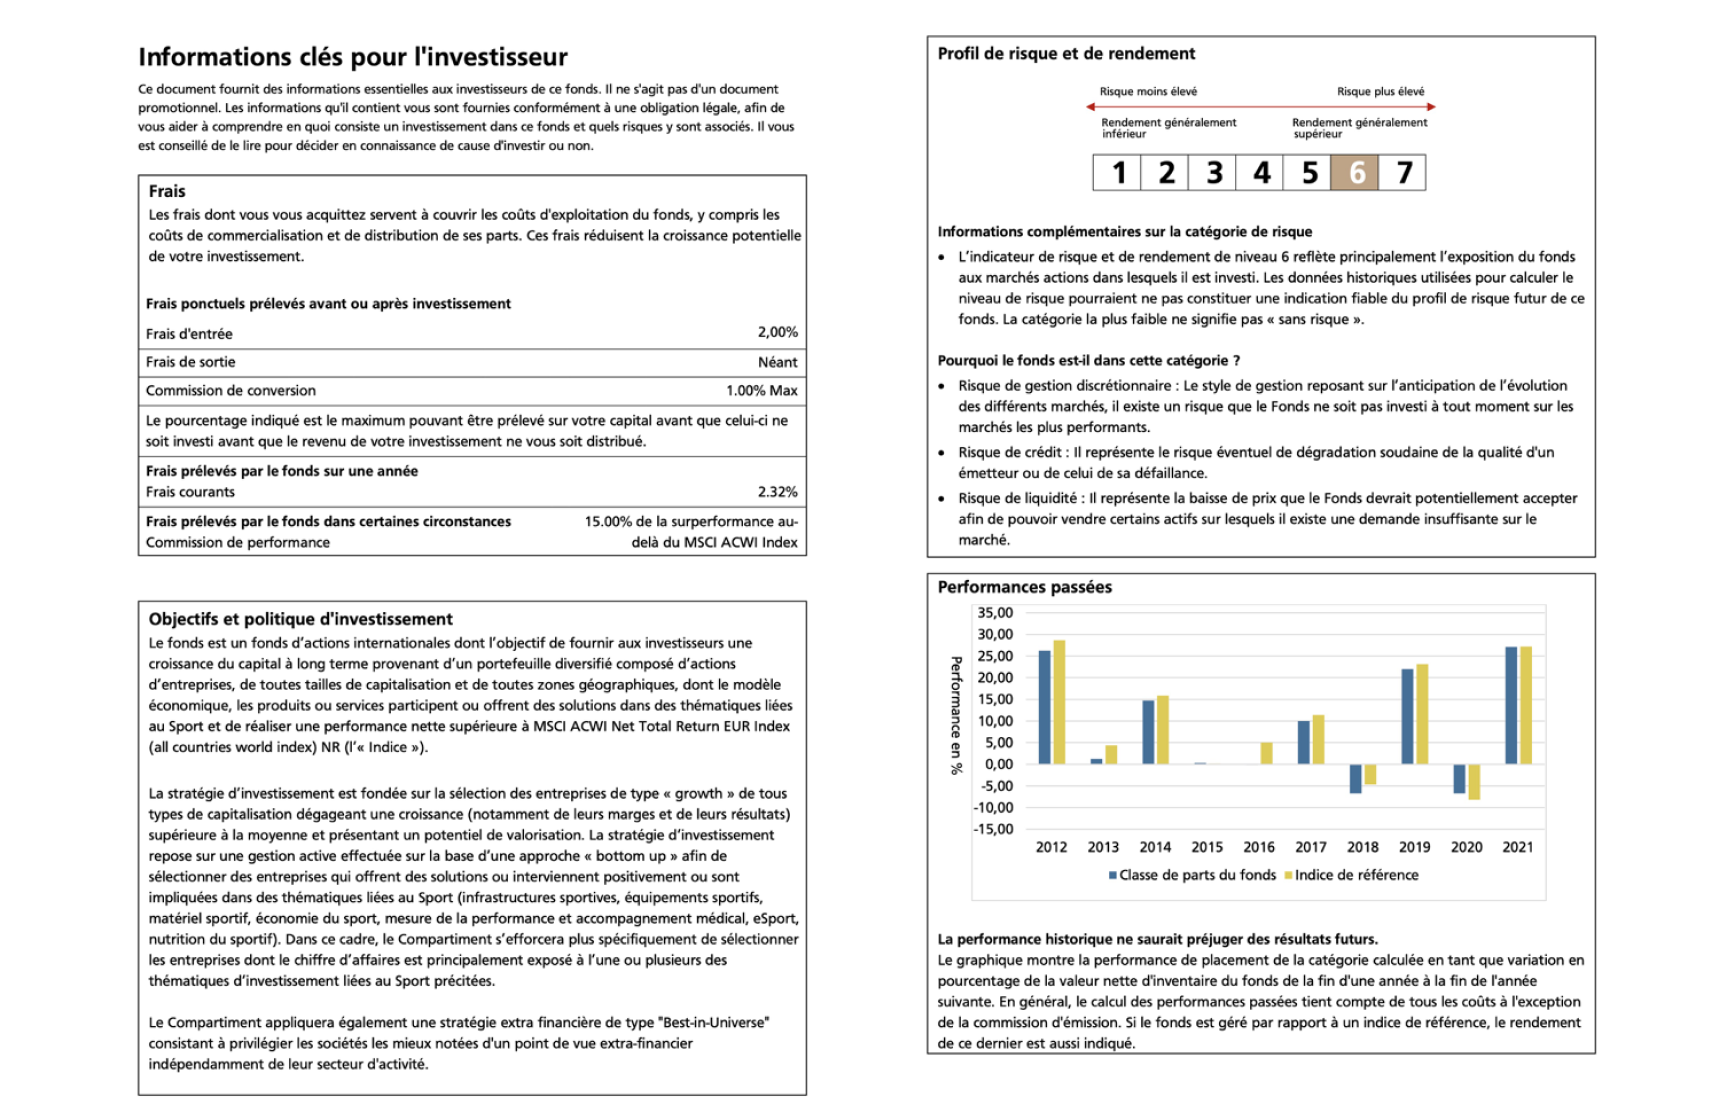 Informations clés pour l'investisseur
Ce document fournit des informations essentielles aux investisseurs de ce fonds. Il ne s'agit pas d'un document
promotionnel. Les informations qu'il contient vous sont fournies conformément à une obligation légale, afin de
vous aider à comprendre en quoi consiste un investissement dans ce fonds et quels risques y sont associés. Il vous
est conseillé de le lire pour décider en connaissance de cause d'investir ou non.
Frais
Les frais dont vous vous acquittez servent à couvrir les coûts d'exploitation du fonds, y compris les
coûts de commercialisation et de distribution de ses parts. Ces frais réduisent la croissance potentielle
de votre investissement.
Frais ponctuels prélevés avant ou après investissement
Frais d'entrée 2,00%
Frais de sortie Néant
Commission de conversion 1.00% Max
Le pourcentage indiqué est le maximum pouvant être prélevé sur votre capital avant que celui-ci ne
soit investi avant que le revenu de votre investissement ne vous soit distribué.
Frais prélevés par le fonds sur une année
Frais courants 2.32%
Frais prélevés par le fonds dans certaines circonstances 15.00% de la surperformance au-
Commission de performance delà du MSCI ACWI Index
Objectifs et politique d'investissement
Le fonds est un fonds d’actions internationales dont l’objectif de fournir aux investisseurs une
croissance du capital à long terme provenant d’un portefeuille diversifié composé d’actions
d’entreprises, de toutes tailles de capitalisation et de toutes zones géographiques, dont le modèle
économique, les produits ou services participent ou offrent des solutions dans des thématiques liées
au Sport et de réaliser une performance nette supérieure à MSCI ACWI Net Total Return EUR Index
(all countries world index) NR (l’« Indice »).
La stratégie d’investissement est fondée sur la sélection des entreprises de type « growth » de tous
types de capitalisation dégageant une croissance (notamment de leurs marges et de leurs résultats)
supérieure à la moyenne et présentant un potentiel de valorisation. La stratégie d’investissement
repose sur une gestion active effectuée sur la base d’une approche « bottom up » afin de
sélectionner des entreprises qui offrent des solutions ou interviennent positivement ou sont
impliquées dans des thématiques liées au Sport (infrastructures sportives, équipements sportifs,
matériel sportif, économie du sport, mesure de la performance et accompagnement médical, eSport,
nutrition du sportif). Dans ce cadre, le Compartiment s’efforcera plus spécifiquement de sélectionner
les entreprises dont le chiffre d’affaires est principalement exposé à l’une ou plusieurs des
thématiques d’investissement liées au Sport précitées.
Le Compartiment appliquera également une stratégie extra financière de type "Best-in-Universe"
consistant à privilégier les sociétés les mieux notées d'un point de vue extra-financier
indépendamment de leur secteur d'activité.
Profil de risque et de rendement
Risque moins élevé Risque plus élevé
Rendement généralement Rendement généralement
inférieur supérieur
1 2 3 4 5 6 7
Informations complémentaires sur la catégorie de risque
• L’indicateur de risque et de rendement de niveau 6 reflète principalement l’exposition du fonds
aux marchés actions dans lesquels il est investi. Les données historiques utilisées pour calculer le
niveau de risque pourraient ne pas constituer une indication fiable du profil de risque futur de ce
fonds. La catégorie la plus faible ne signifie pas « sans risque ».
Pourquoi le fonds est-il dans cette catégorie ?
• Risque de gestion discrétionnaire : Le style de gestion reposant sur l’anticipation de l’évolution
des différents marchés, il existe un risque que le Fonds ne soit pas investi à tout moment sur les
marchés les plus performants.
• Risque de crédit : Il représente le risque éventuel de dégradation soudaine de la qualité d'un
émetteur ou de celui de sa défaillance.
• Risque de liquidité : Il représente la baisse de prix que le Fonds devrait potentiellement accepter
afin de pouvoir vendre certains actifs sur lesquels il existe une demande insuffisante sur le
marché.
Performances passées
Performance en %
35,00
30,00
25,00
20,00
15,00
10,00
5,00
0,00
-5,00
-10,00
-15,00
2012 2013 2014 2015 2016 2017 2018 2019 2020 2021
Classe de parts du fonds Indice de référence
La performance historique ne saurait préjuger des résultats futurs.
Le graphique montre la performance de placement de la catégorie calculée en tant que variation en
pourcentage de la valeur nette d'inventaire du fonds de la fin d'une année à la fin de l'année
suivante. En général, le calcul des performances passées tient compte de tous les coûts à l'exception
de la commission d'émission. Si le fonds est géré par rapport à un indice de référence, le rendement
de ce dernier est aussi indiqué.